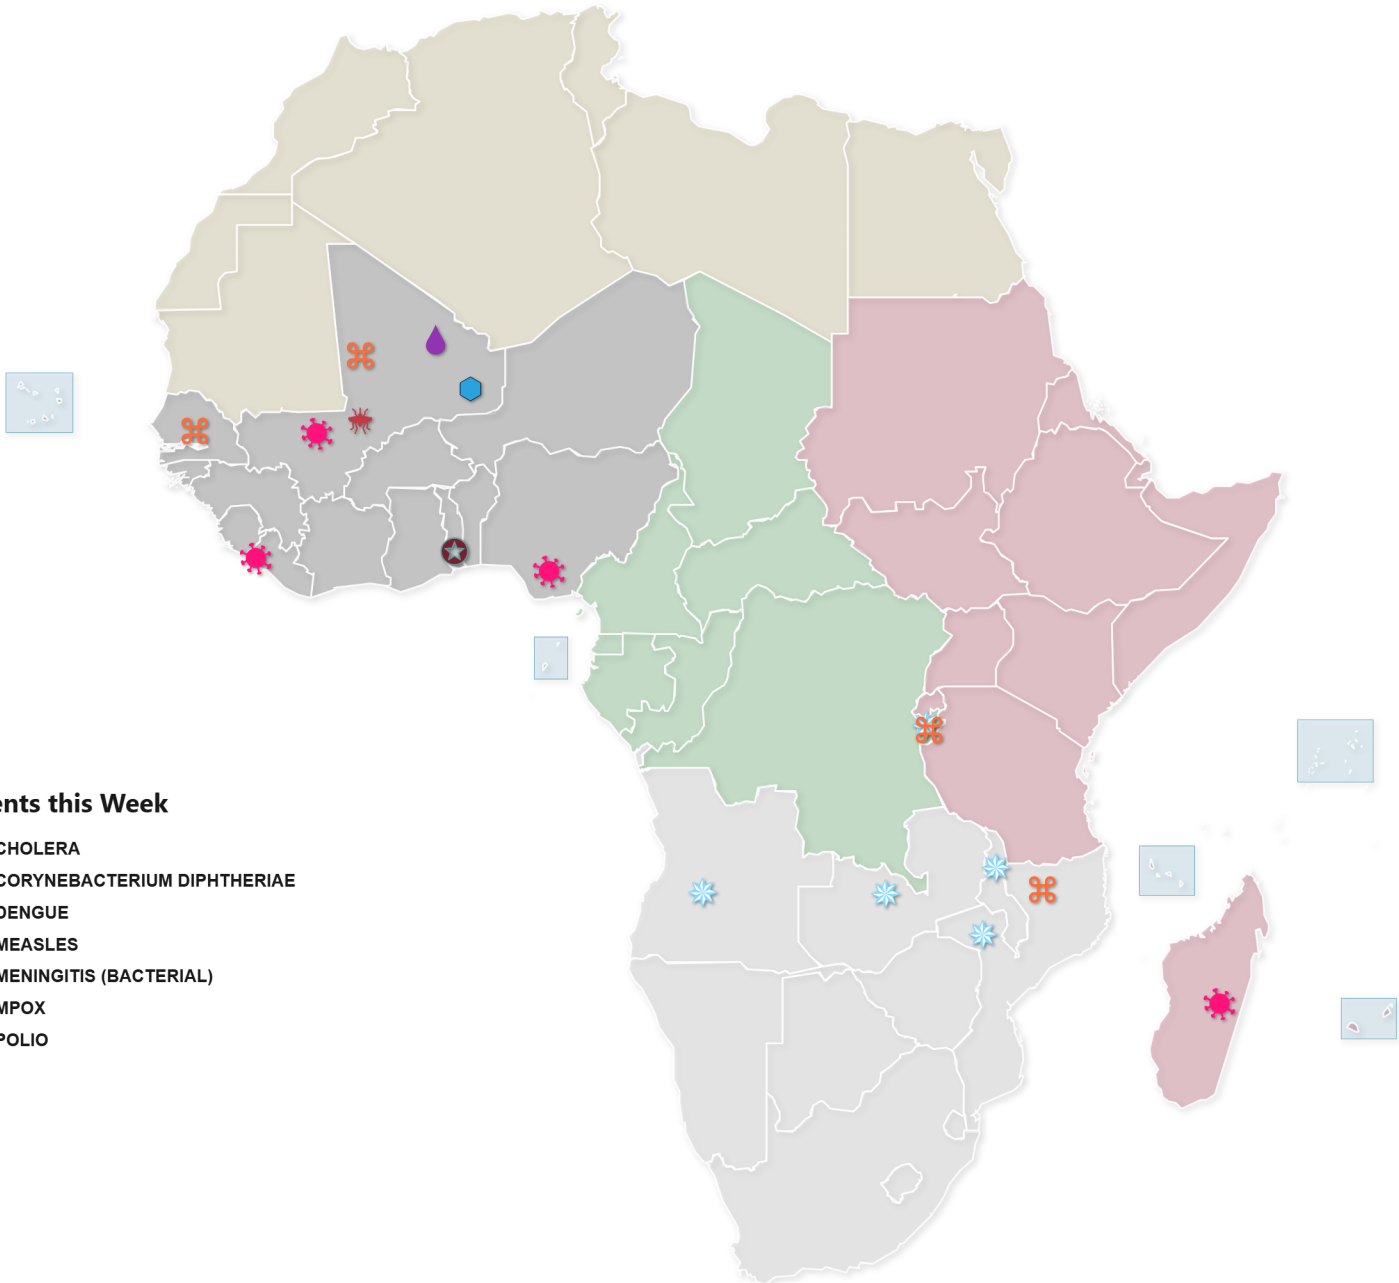 ents this Week
CHOLERA
CORYNEBACTERIUM DIPHTHERIAE
DENGUE
MEASLES
MENINGITIS (BACTERIAL)
MPOX
POLIO